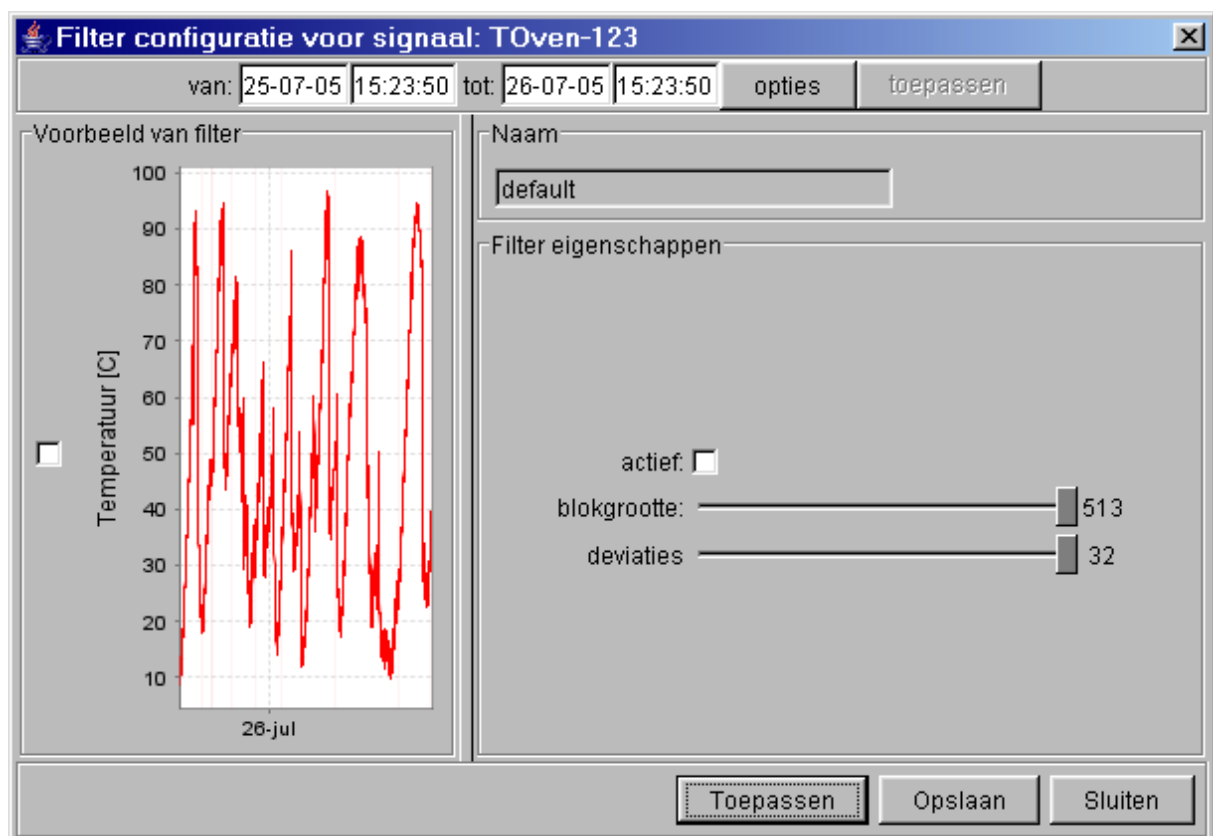 Filter configuratie voor signaal: TOven-123
van: 25-07-05 15:23:50 tot: 26-07-05 15:23:50 opties toepassen
Voorbeeld van filter
100
90
80
70
60
50
40
30
20
10
Temperatuur [C]
26-jul
Naam
default
Filter eigenschappen
actief:
blokgrootte: 513
deviaties 32
Toepassen Opslaan Sluiten